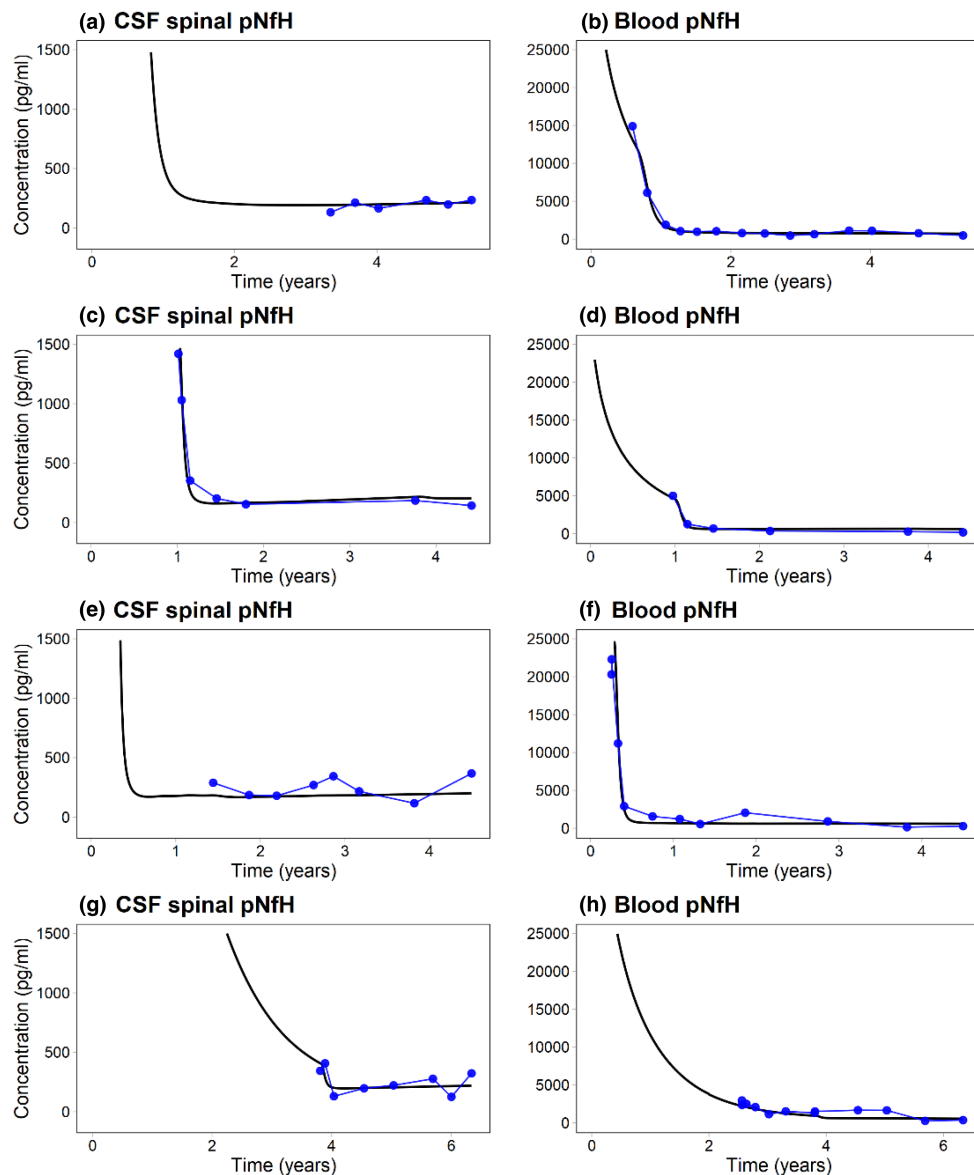 (a) CSF spinal pNfH
(b) Blood pNfH
Concentration (pg/ml)
1500
1000
500
0
0 2 4
Time (years)
25000
20000
15000
10000
5000
0
0 2 4
Time (years)
(c) CSF spinal pNfH
(d) Blood pNfH
Concentration (pg/ml)
1500
1000
500
0
0 1 2 3 4
Time (years)
25000
20000
15000
10000
5000
0
0 1 2 3 4
Time (years)
(e) CSF spinal pNfH
(f) Blood pNfH
Concentration (pg/ml)
1500
1000
500
0
0 1 2 3 4
Time (years)
25000
20000
15000
10000
5000
0
0 1 2 3 4
Time (years)
(g) CSF spinal pNfH
(h) Blood pNfH
Concentration (pg/ml)
1500
1000
500
0
0 2 4 6
Time (years)
25000
20000
15000
10000
5000
0
0 2 4 6
Time (years)